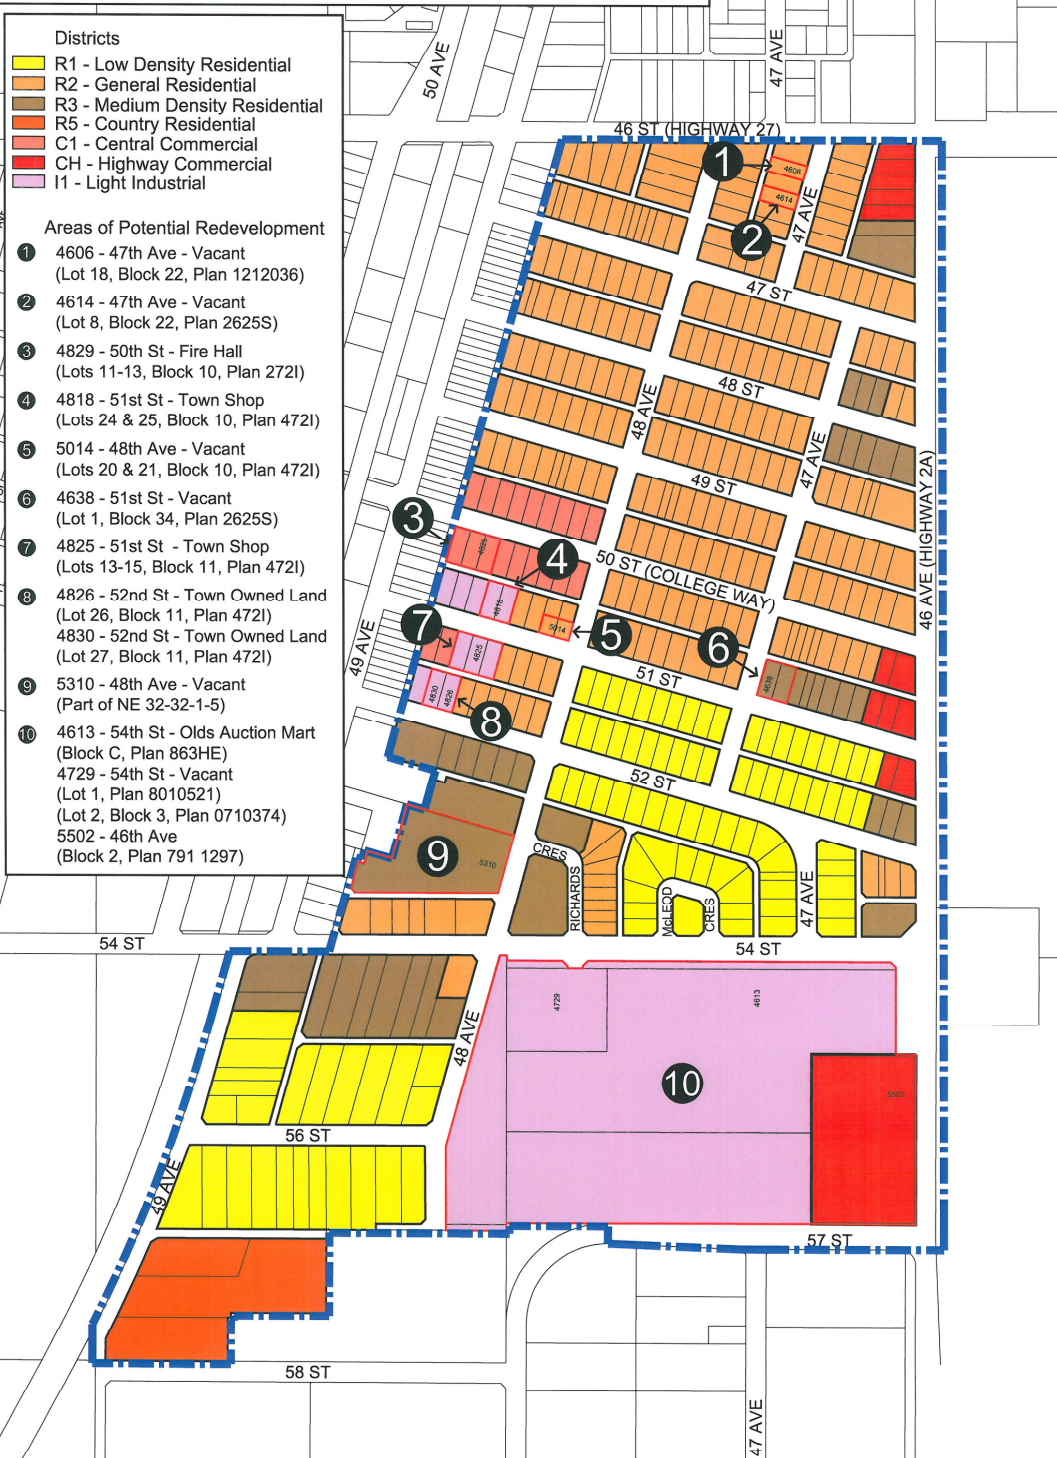 Districts
R1 - Low Density Residential
R2 - General Residential
R3 - Medium Density Residential
R5 - Country Residential
C1 - Central Commercial
CH - Highway Commercial
I1 - Light Industrial
Areas of Potential Redevelopment
1 4606 - 47th Ave - Vacant
(Lot 18, Block 22, Plan 1212036)
2 4614 - 47th Ave - Vacant
(Lot 8, Block 22, Plan 2625S)
3 4829 - 50th St - Fire Hall
(Lots 11-13, Block 10, Plan 272I)
4 4818 - 51st St - Town Shop
(Lots 24 & 25, Block 10, Plan 472I)
5 5014 - 48th Ave - Vacant
(Lots 20 & 21, Block 10, Plan 472I)
6 4638 - 51st St - Vacant
(Lot 1, Block 34, Plan 2625S)
7 4825 - 51st St - Town Shop
(Lots 13-15, Block 11, Plan 472I)
8 4826 - 52nd St - Town Owned Land
(Lot 26, Block 11, Plan 472I)
4830 - 52nd St - Town Owned Land
(Lot 27, Block 11, Plan 472I)
9 5310 - 48th Ave - Vacant
(Part of NE 32-32-1-5)
10 4613 - 54th St - Olds Auction Mart
(Block C, Plan 863HE)
4729 - 54th St - Vacant
(Lot 1, Plan 8010521)
(Lot 2, Block 3, Plan 0710374)
5502 - 46th Ave
(Block 2, Plan 791 1297)
50 AVE
47 AVE
46 ST (HIGHWAY 27)
1
4606
4614
2
47 AVE
47 ST
48 ST
48 AVE
47 AVE
49 ST
46 AVE (HIGHWAY 2A)
3
4
50 ST (COLLEGE WAY)
5014
5
7
4825
6
4638
49 AVE
51 ST
4830
4826
8
52 ST
9
5310
CRES
RICHARDS
McLEOD
CRES
47 AVE
54 ST
54 ST
4729
4613
48 AVE
10
5502
56 ST
49 AVE
57 ST
58 ST
47 AVE